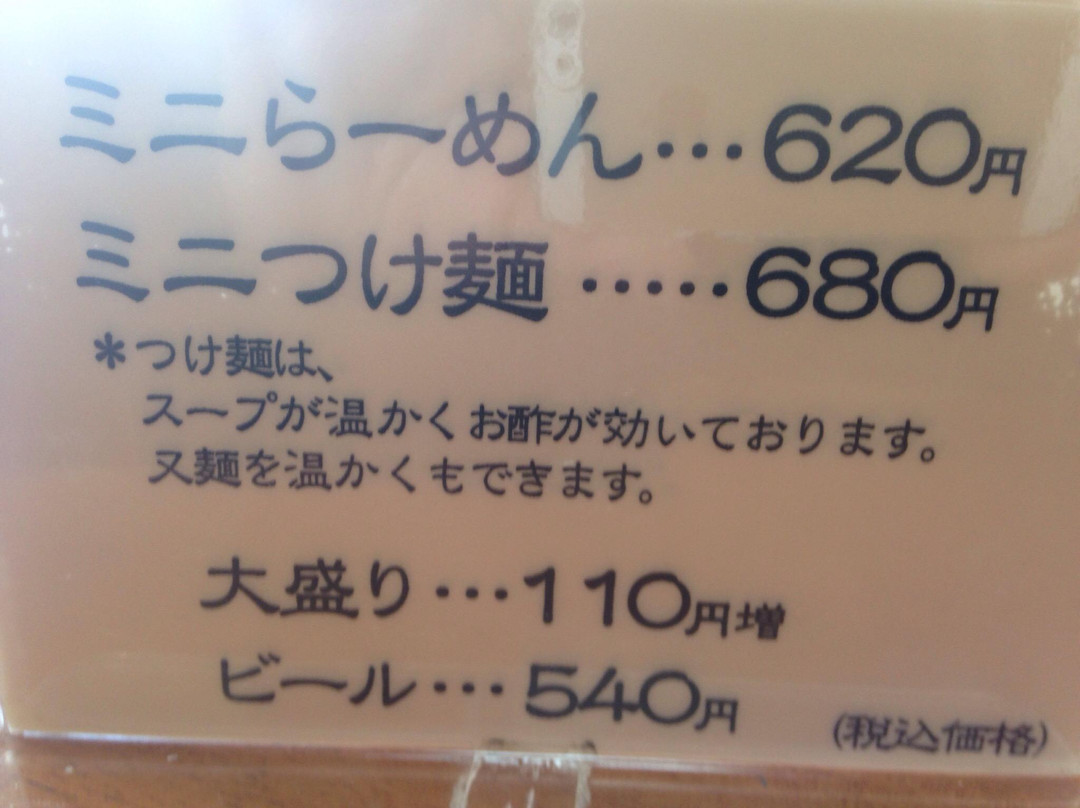 ミニらーめん…620円
ミニつけ麺……680円
＊つけ麺は、
スープが温かくお酢が効いております。
又麺を温かくもできます。
大盛り…110円増
ビール…540円
(税込価格)